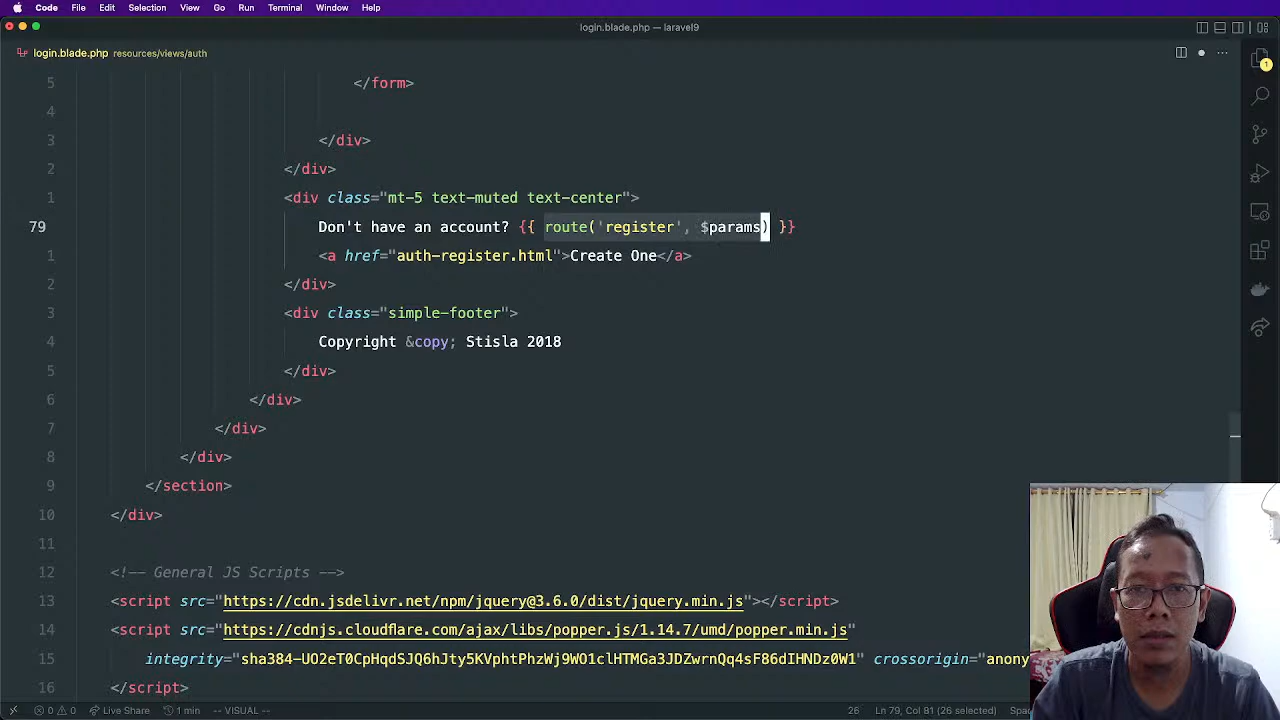 Code File Edit Selection View Go Run Terminal Window Help
login.blade.php — laravel9
login.blade.php resources/views/auth
5 </form>
4
3 </div>
2 </div>
1 <div class="mt-5 text-muted text-center">
79 Don't have an account? {{ route('register', $params) }}
1 <a href="auth-register.html">Create One</a>
2 </div>
3 <div class="simple-footer">
4 Copyright &copy; Stisla 2018
5 </div>
6 </div>
7 </div>
8 </div>
9 </section>
10 </div>
11
12 <!-- General JS Scripts -->
13 <script src="https://cdn.jsdelivr.net/npm/jquery@3.6.0/dist/jquery.min.js"></script>
14 <script src="https://cdnjs.cloudflare.com/ajax/libs/popper.js/1.14.7/umd/popper.min.js"
15 integrity="sha384-UO2eT0CpHqdSJQ6hJty5KVphtPhzWj9WO1clHTMGa3JDZwrnQq4sF86dIHNDz0W1" crossorigin="anony
16 </script>
1
0 0 Live Share 1 min -- VISUAL -- 26 Ln 79, Col 81 (26 selected) Spac